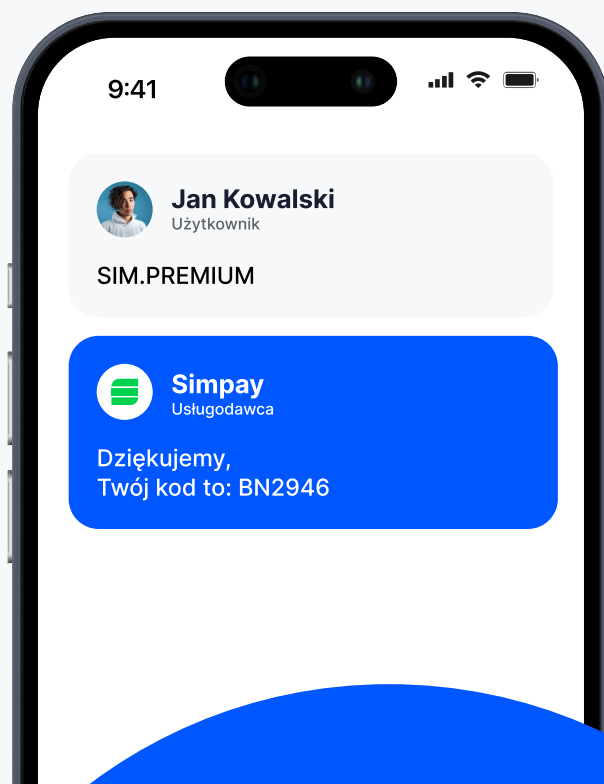 9:41
Jan Kowalski
Użytkownik
SIM.PREMIUM
Simpay
Usługodawca
Dziękujemy,
Twój kod to: BN2946